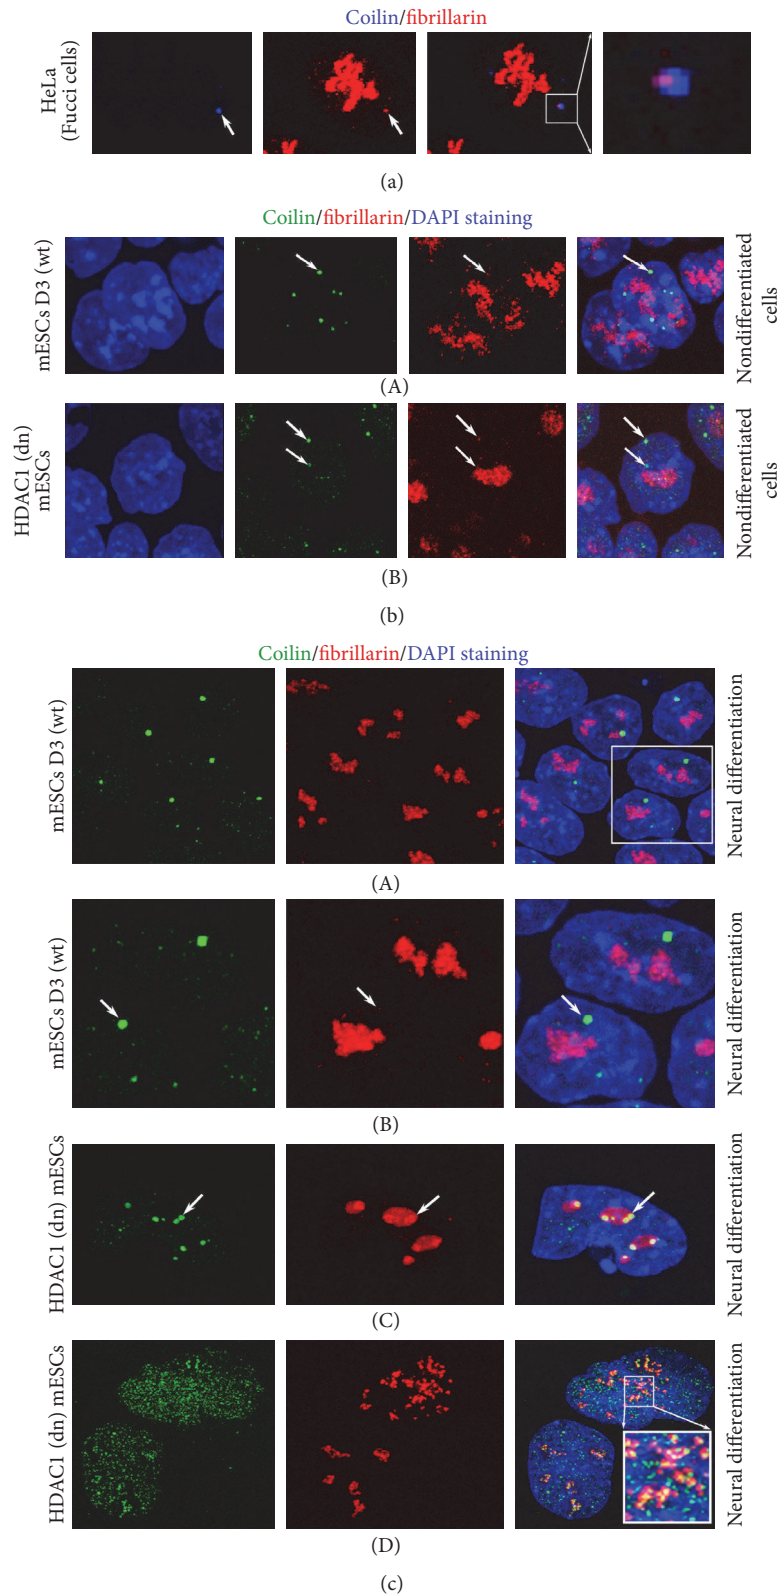 Coilin/fibrillarin
HeLa
(Fucci cells)
(a)
Coilin/fibrillarin/DAPI staining
mESCs D3 (wt)
Nondifferentiated
cells
(A)
HDAC1 (dn)
mESCs
Nondifferentiated
cells
(B)
(b)
Coilin/fibrillarin/DAPI staining
mESCs D3 (wt)
Neural differentiation
(A)
mESCs D3 (wt)
Neural differentiation
(B)
HDAC1 (dn) mESCs
Neural differentiation
(C)
HDAC1 (dn) mESCs
Neural differentiation
(D)
(c)